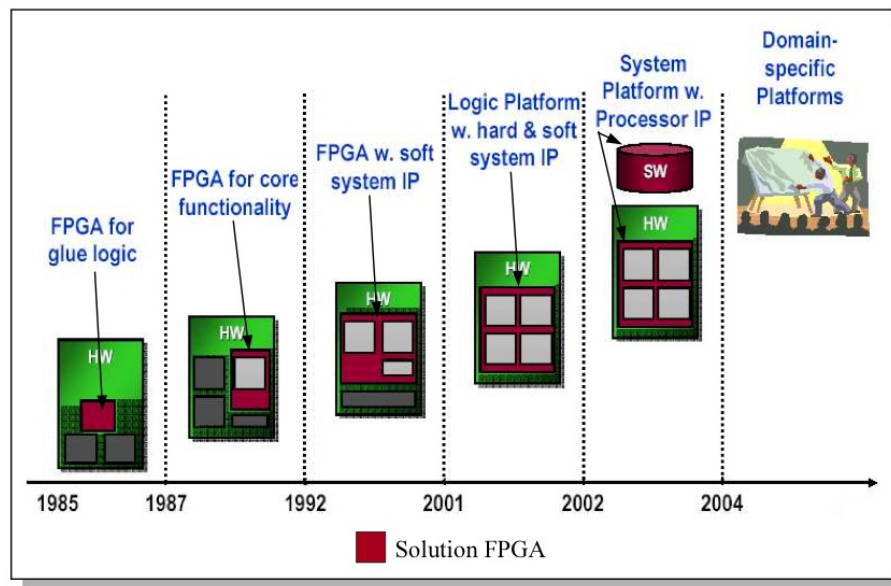 FPGA for
glue logic
HW
FPGA for core
functionality
HW
FPGA w. soft
system IP
HW
Logic Platform
w. hard & soft
system IP
HW
System
Platform w.
Processor IP
SW
HW
Domain-
specific
Platforms
1985
1987
1992
2001
2002
2004
Solution FPGA